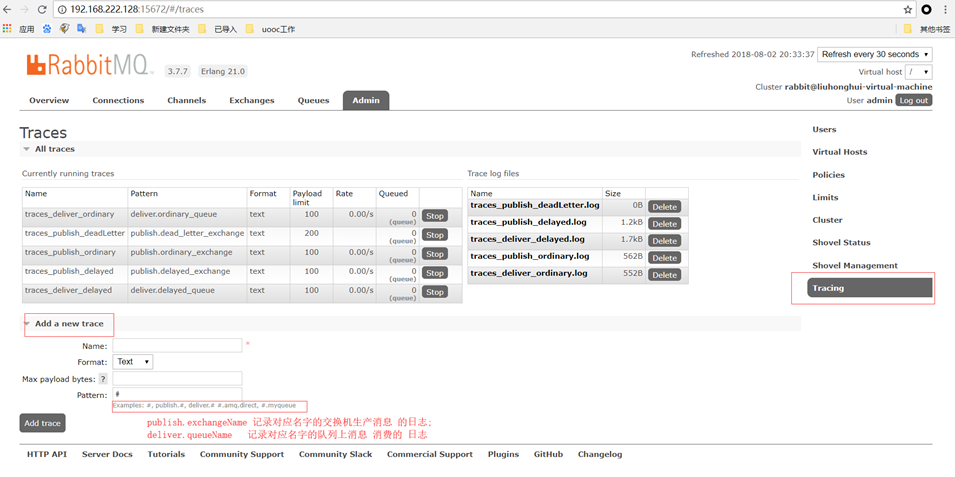 192.168.222.128:15672/#/traces
应用 学习 新建文件夹 已导入 uooc工作 其他书签
RabbitMQ 3.7.7 Erlang 21.0
Refreshed 2018-08-02 20:33:37 Refresh every 30 seconds
Virtual host /
Cluster rabbit@liuhonghui-virtual-machine
User admin Log out
Overview Connections Channels Exchanges Queues Admin
Traces
All traces
Currently running traces
Name Pattern Format Payload limit Rate Queued
traces_deliver_ordinary deliver.ordinary_queue text 100 0.00/s 0 (queue) Stop
traces_publish_deadLetter publish.dead_letter_exchange text 200 0 (queue) Stop
traces_publish_ordinary publish.ordinary_exchange text 100 0.00/s 0 (queue) Stop
traces_publish_delayed publish.delayed_exchange text 100 0.00/s 0 (queue) Stop
traces_deliver_delayed deliver.delayed_queue text 100 0.00/s 0 (queue) Stop
Trace log files
Name Size
traces_publish_deadLetter.log 0B Delete
traces_publish_delayed.log 1.2kB Delete
traces_deliver_delayed.log 1.7kB Delete
traces_publish_ordinary.log 562B Delete
traces_deliver_ordinary.log 552B Delete
Users
Virtual Hosts
Policies
Limits
Cluster
Shovel Status
Shovel Management
Tracing
Add a new trace
Name: *
Format: Text
Max payload bytes: ?
Pattern: #
Examples: #, publish.#, deliver.# #.amq.direct, #.myqueue
Add trace
publish.exchangeName 记录对应名字的交换机生产消息 的日志;
deliver.queueName 记录对应名字的队列上消息 消费的 日志
HTTP API Server Docs Tutorials Community Support Community Slack Commercial Support Plugins GitHub Changelog